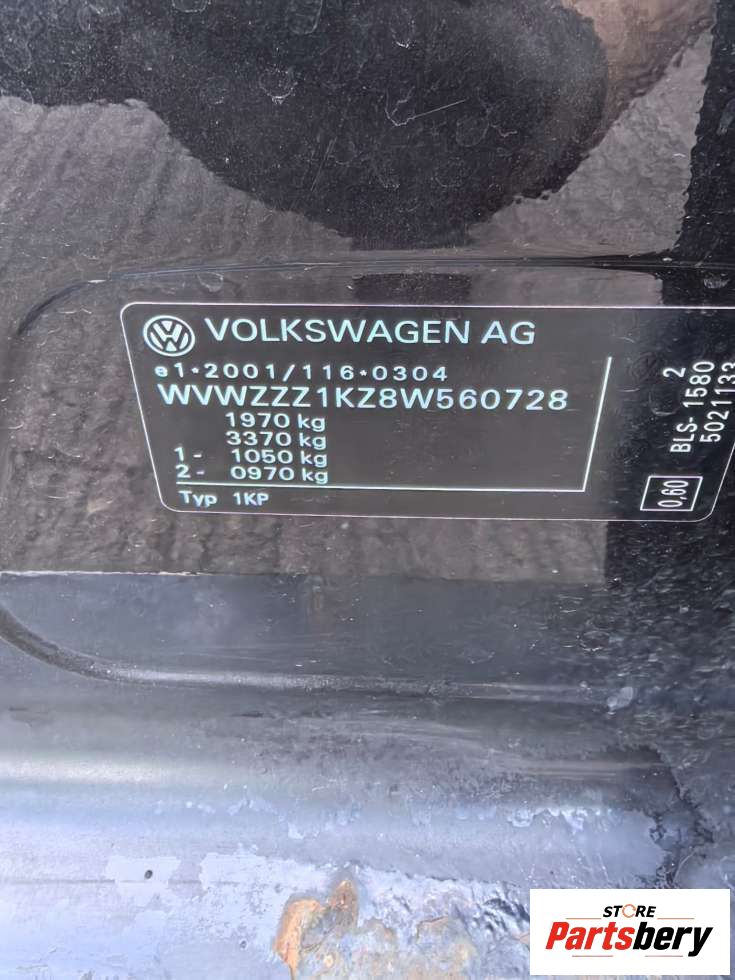 VOLKSWAGEN AG
e1*2001/116*0304
WVWZZZ1KZ8W560728
1970 kg
3370 kg
1- 1050 kg
2- 0970 kg
Typ 1KP
2
BLS- 1580
5021133
0,60
STORE
Partsbery